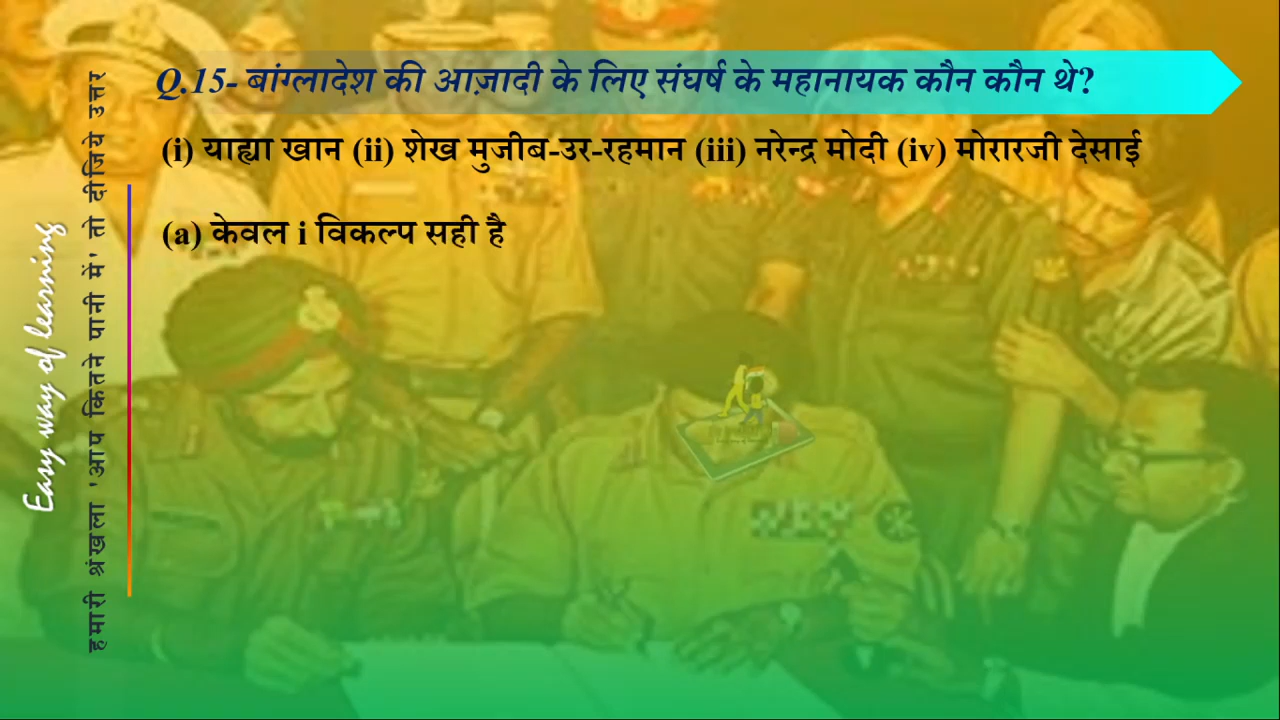 Q.15- बांग्लादेश की आज़ादी के लिए संघर्ष के महानायक कौन कौन थे?
(i) याह्या खान (ii) शेख मुजीब-उर-रहमान (iii) नरेन्द्र मोदी (iv) मोरारजी देसाई
(a) केवल i विकल्प सही है
Easy way of learning
हमारी श्रंखला 'आप कितने पानी में' तो दीजिये उत्तर